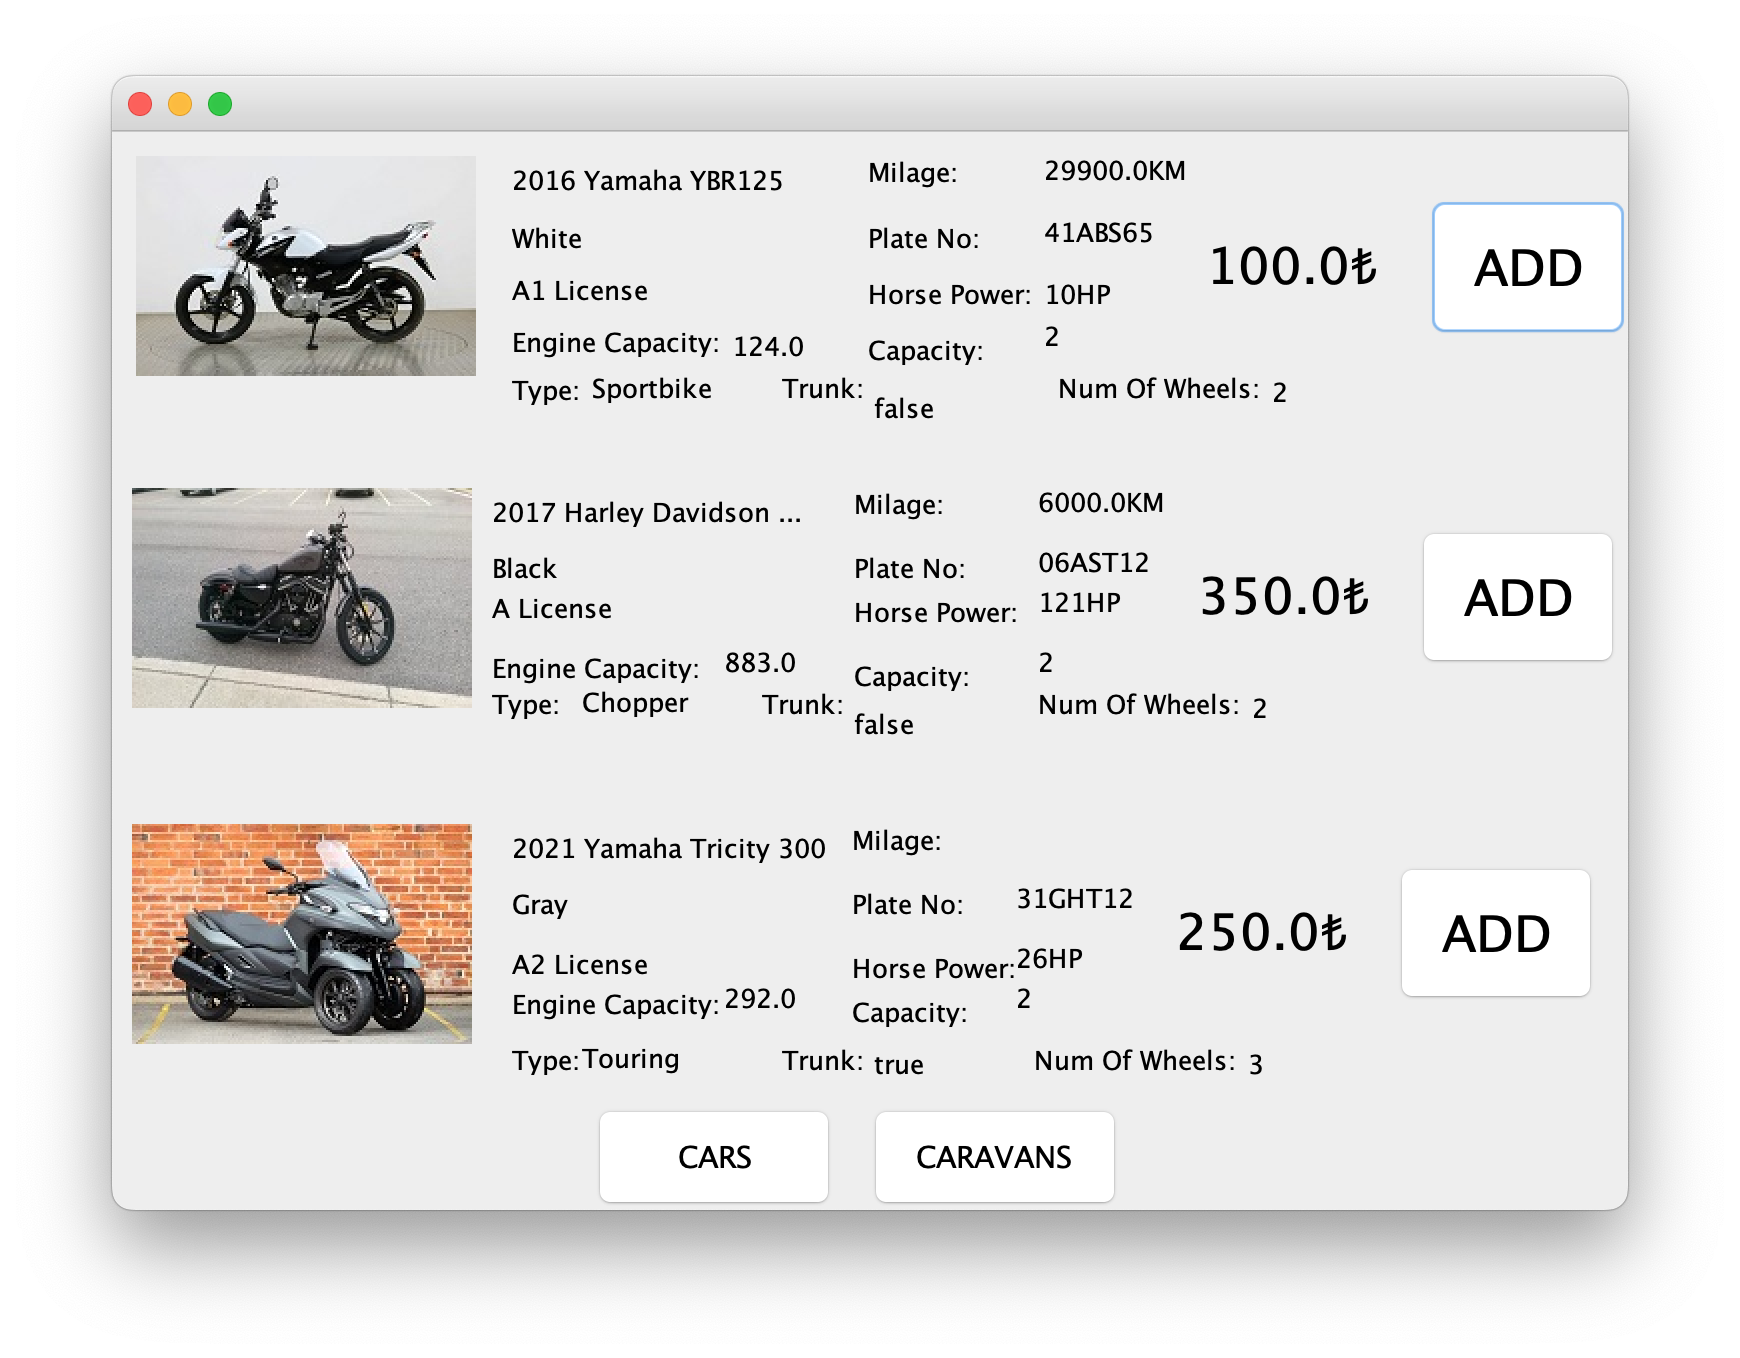 2016 Yamaha YBR125 Milage: 29900.0KM
White Plate No: 41ABS65
100.0₺ ADD
A1 License Horse Power: 10HP
Engine Capacity: 124.0 Capacity: 2
Type: Sportbike Trunk: false Num Of Wheels: 2
2017 Harley Davidson ... Milage: 6000.0KM
Black Plate No: 06AST12
A License Horse Power: 121HP
350.0₺ ADD
Engine Capacity: 883.0 Capacity: 2
Type: Chopper Trunk: false Num Of Wheels: 2
2021 Yamaha Tricity 300 Milage:
Gray Plate No: 31GHT12
250.0₺ ADD
A2 License Horse Power: 26HP
Engine Capacity: 292.0 Capacity: 2
Type: Touring Trunk: true Num Of Wheels: 3
CARS CARAVANS